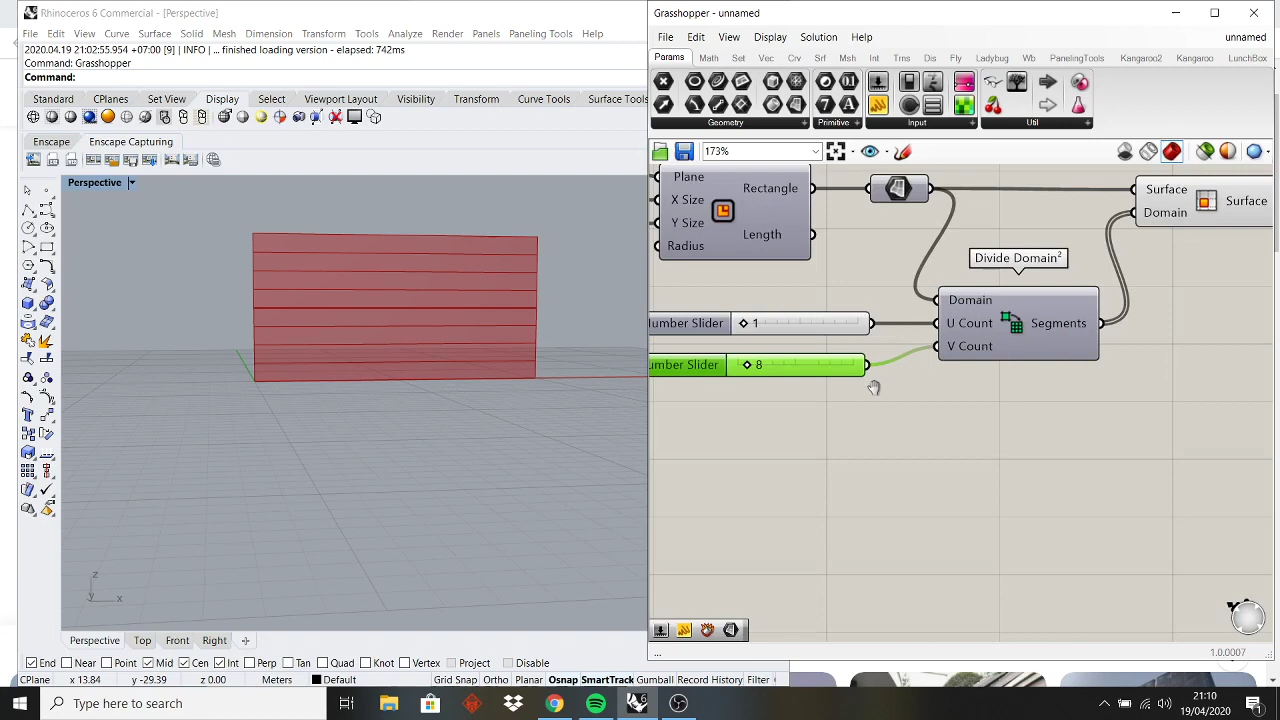 Rhinoceros 6 Commercial - [Perspective]
File Edit View Curve Surface Solid Mesh Dimension Transform Tools Analyze Render Panels Paneling Tools Help
2020.04.19 21:02:55.954 +07:00 [9] | INFO | ... finished loading version - elapsed: 742ms
Command: Grasshopper
Command:
Standard CPlanes Set View Display Select Viewport Layout Visibility Transform Curve Tools Surface Tools
Enscape Enscape Capturing
Perspective
z
y x
Perspective Top Front Right
End Near Point Mid Cen Int Perp Tan Quad Knot Vertex Project Disable
Meters Default Grid Snap Ortho Planar Osnap SmartTrack Gumball Record History Filter
x 13.84 y -29.39 z 0.00
Grasshopper - unnamed
File Edit View Display Solution Help unnamed
Params Math Set Vec Crv Srf Msh Int Trns Dis Fly Ladybug Wb PanelingTools Kangaroo2 Kangaroo LunchBox
Geometry Primitive Input Util
173%
Plane
X Size
Y Size
Radius
Rectangle
Length
Surface
Domain
Surface
Divide Domain²
Domain
U Count
V Count
Segments
Number Slider 1
umber Slider 8
...
1.0.0007
Type here to search
21:10
19/04/2020